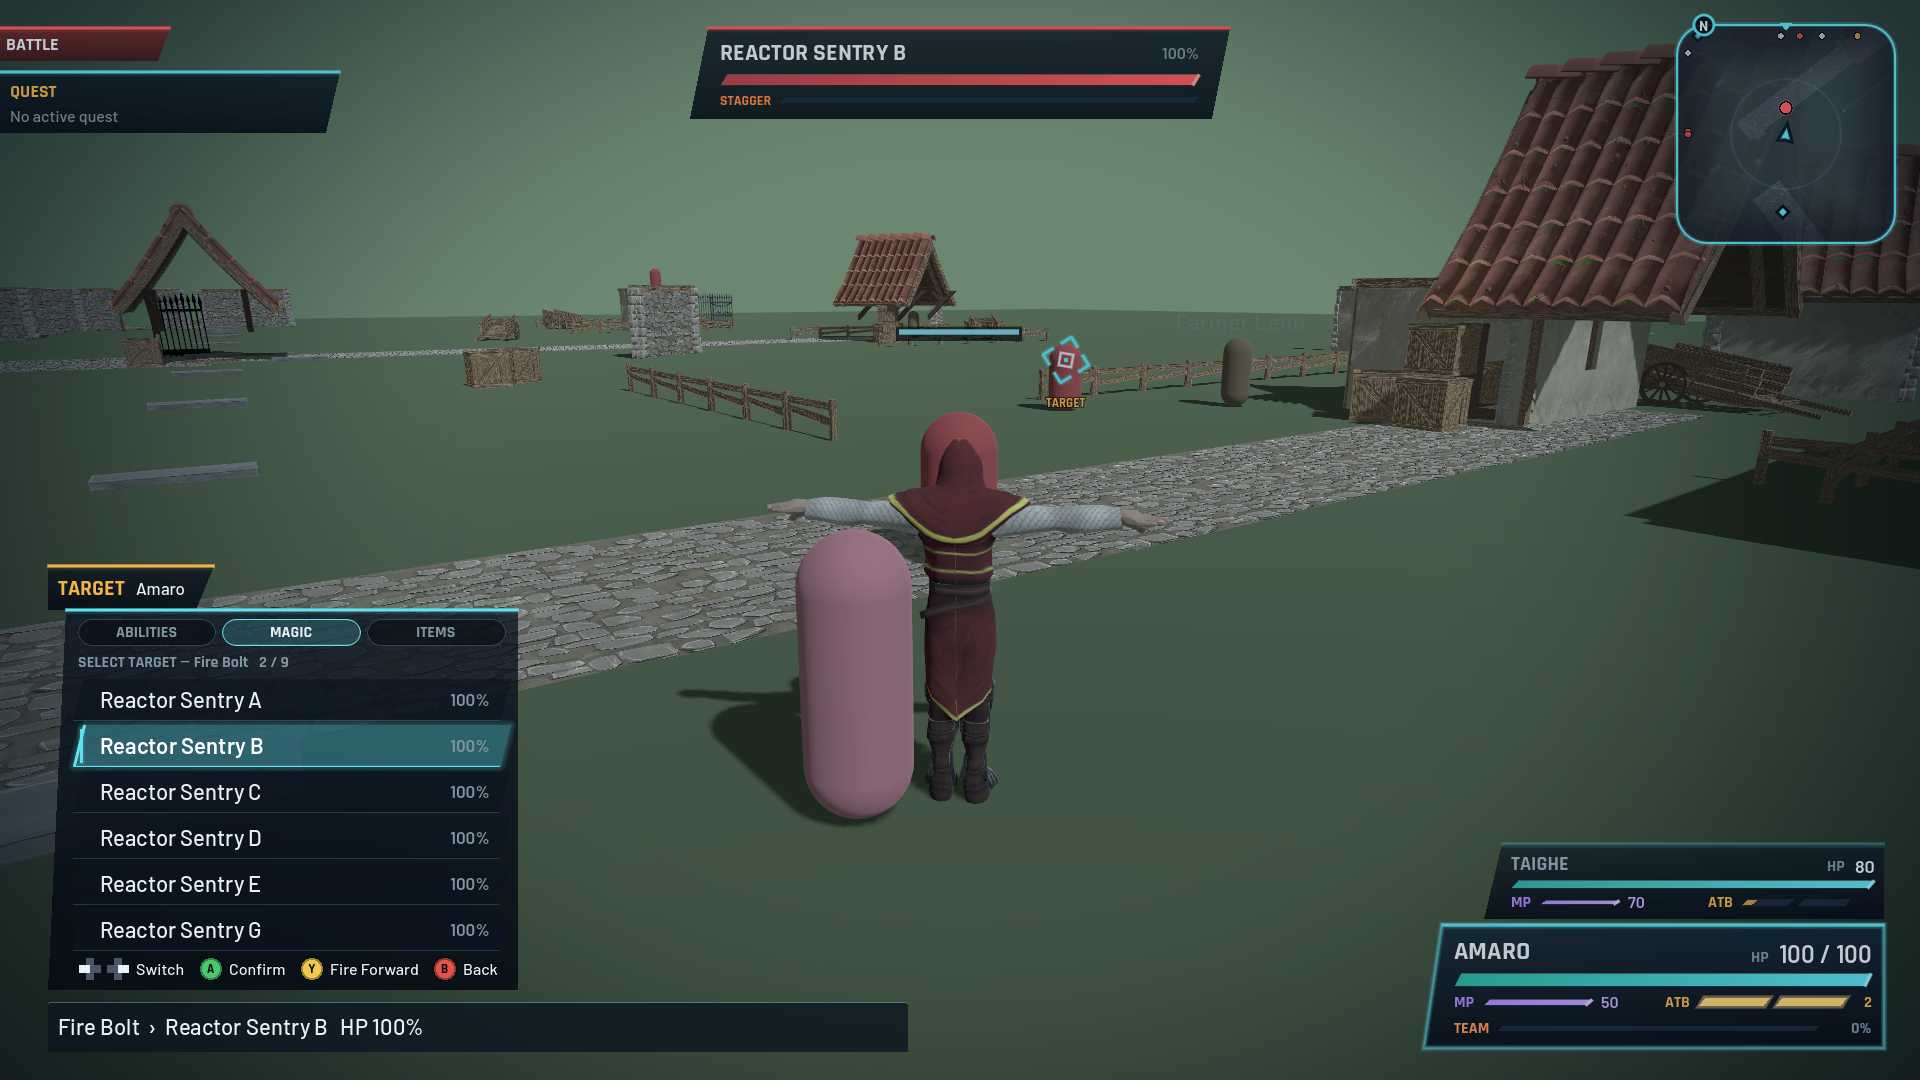 BATTLE
QUEST
No active quest
REACTOR SENTRY B 100%
STAGGER
N
Farmer Lenn
TARGET
TARGET Amaro
ABILITIES MAGIC ITEMS
SELECT TARGET – Fire Bolt 2 / 9
Reactor Sentry A 100%
Reactor Sentry B 100%
Reactor Sentry C 100%
Reactor Sentry D 100%
Reactor Sentry E 100%
Reactor Sentry G 100%
Switch A Confirm Y Fire Forward B Back
Fire Bolt › Reactor Sentry B HP 100%
TAIGHE HP 80
MP 70 ATB
AMARO HP 100 / 100
MP 50 ATB 2
TEAM 0%